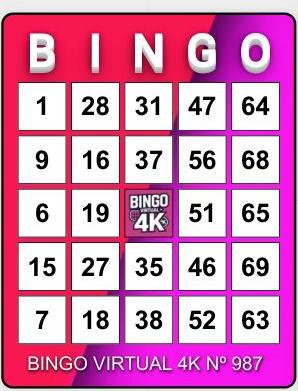 B I N G O
1 28 31 47 64
9 16 37 56 68
6 19 BINGO VIRTUAL 4K 51 65
15 27 35 46 69
7 18 38 52 63
BINGO VIRTUAL 4K Nº 987